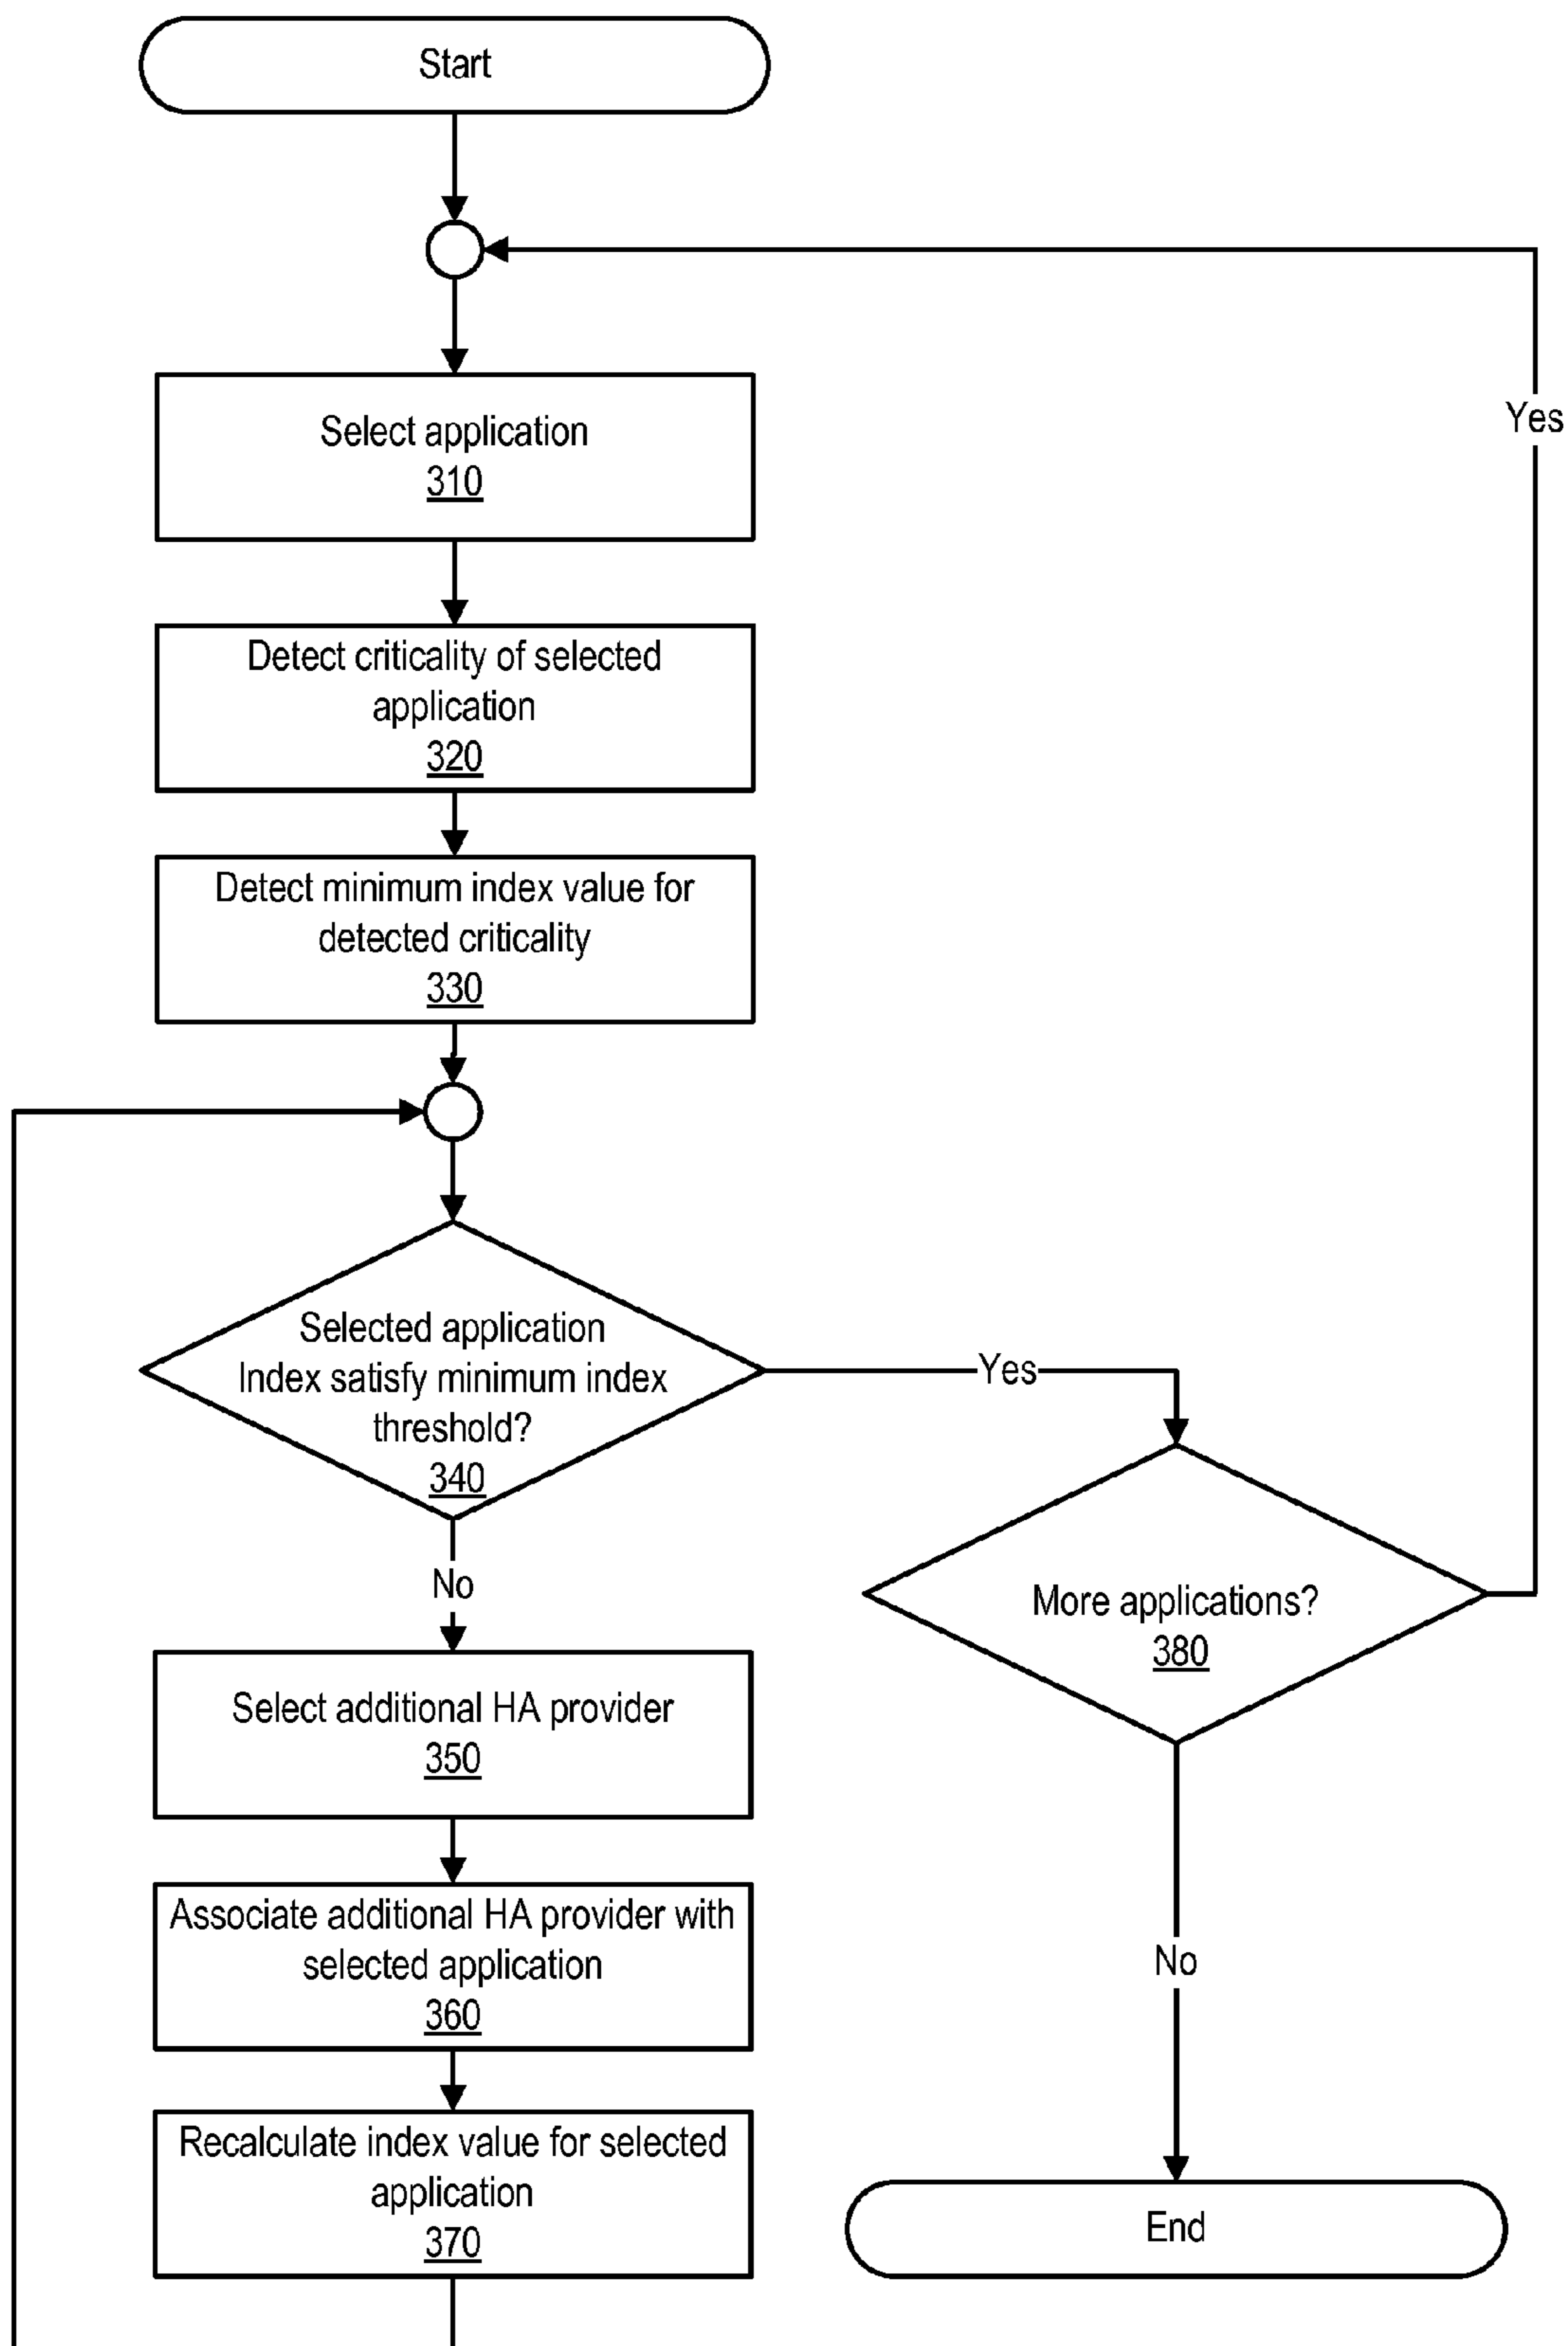 Start
Select application
310
Detect criticality of selected
application
320
Detect minimum index value for
detected criticality
330
Selected application
Index satisfy minimum index
threshold?
340
Yes
No
Select additional HA provider
350
Associate additional HA provider with
selected application
360
Recalculate index value for selected
application
370
More applications?
380
Yes
No
End